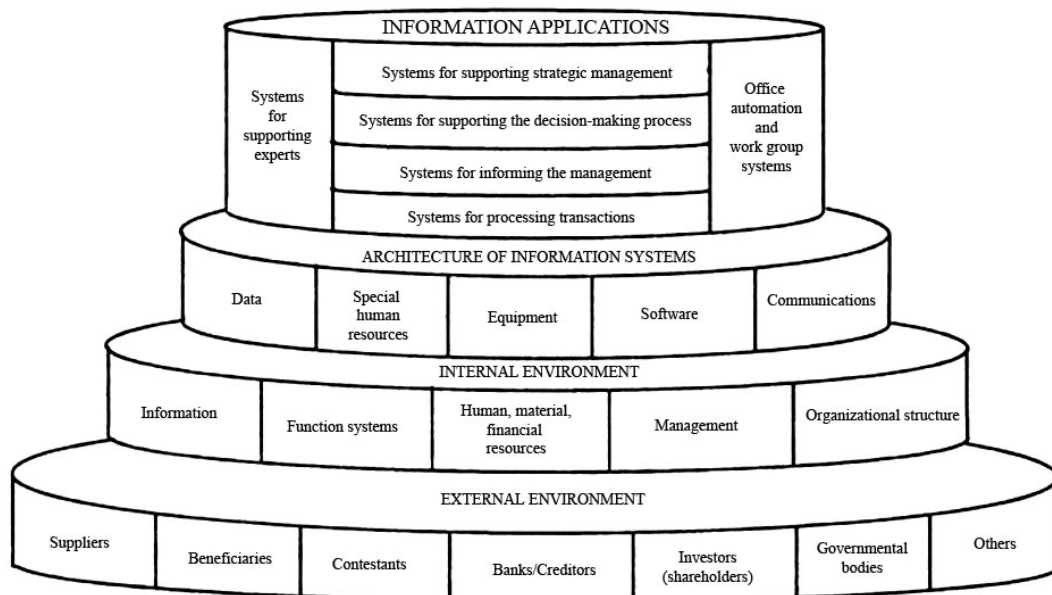 INFORMATION APPLICATIONS
Systems
for
supporting
experts
Systems for supporting strategic management
Systems for supporting the decision-making process
Systems for informing the management
Systems for processing transactions
Office
automation
and
work group
systems
ARCHITECTURE OF INFORMATION SYSTEMS
Data
Special
human
resources
Equipment
Software
Communications
INTERNAL ENVIRONMENT
Information
Function systems
Human, material,
financial
resources
Management
Organizational structure
EXTERNAL ENVIRONMENT
Suppliers
Beneficiaries
Contestants
Banks/Creditors
Investors
(shareholders)
Governmental
bodies
Others